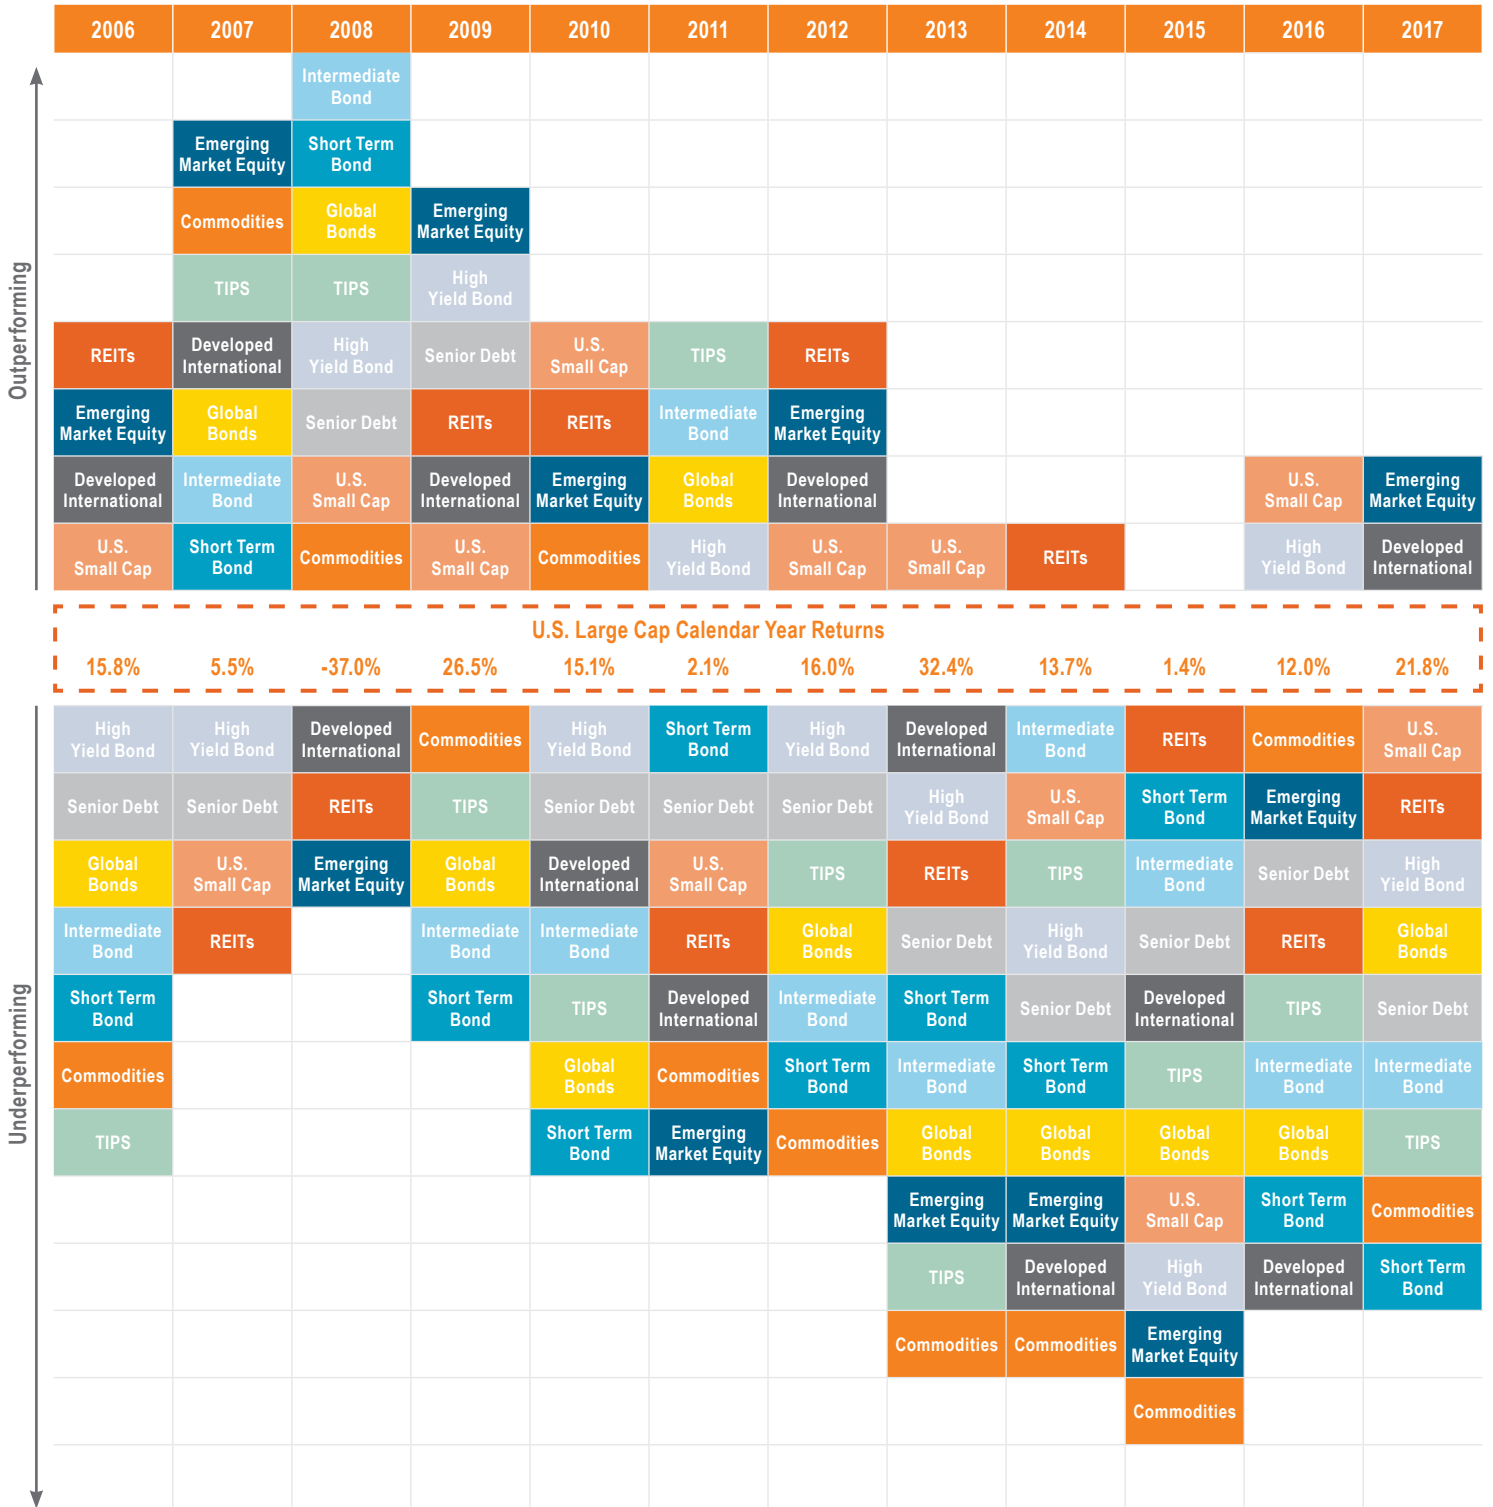 2006 2007 2008 2009 2010 2011 2012 2013 2014 2015 2016 2017
Outperforming
Intermediate
Bond
Emerging
Market Equity
Short Term
Bond
Commodities
Global
Bonds
Emerging
Market Equity
TIPS
TIPS
High
Yield Bond
REITs
Developed
International
High
Yield Bond
Senior Debt
U.S.
Small Cap
TIPS
REITs
Emerging
Market Equity
Global
Bonds
Senior Debt
REITs
REITs
Intermediate
Bond
Emerging
Market Equity
Developed
International
Intermediate
Bond
U.S.
Small Cap
Developed
International
Emerging
Market Equity
Global
Bonds
Developed
International
U.S.
Small Cap
Emerging
Market Equity
U.S.
Small Cap
Short Term
Bond
Commodities
U.S.
Small Cap
Commodities
High
Yield Bond
U.S.
Small Cap
U.S.
Small Cap
REITs
High
Yield Bond
Developed
International
U.S. Large Cap Calendar Year Returns
15.8% 5.5% -37.0% 26.5% 15.1% 2.1% 16.0% 32.4% 13.7% 1.4% 12.0% 21.8%
Underperforming
High
Yield Bond
High
Yield Bond
Developed
International
Commodities
High
Yield Bond
Short Term
Bond
High
Yield Bond
Developed
International
Intermediate
Bond
REITs
Commodities
U.S.
Small Cap
Senior Debt
Senior Debt
REITs
TIPS
Senior Debt
Senior Debt
Senior Debt
High
Yield Bond
U.S.
Small Cap
Short Term
Bond
Emerging
Market Equity
REITs
Global
Bonds
U.S.
Small Cap
Emerging
Market Equity
Global
Bonds
Developed
International
U.S.
Small Cap
TIPS
REITs
TIPS
Intermediate
Bond
Senior Debt
High
Yield Bond
Intermediate
Bond
REITs
Intermediate
Bond
Intermediate
Bond
REITs
Global
Bonds
Senior Debt
High
Yield Bond
Senior Debt
REITs
Global
Bonds
Short Term
Bond
Short Term
Bond
TIPS
Developed
International
Intermediate
Bond
Short Term
Bond
Senior Debt
Developed
International
TIPS
Senior Debt
Commodities
Global
Bonds
Commodities
Short Term
Bond
Intermediate
Bond
Short Term
Bond
TIPS
Intermediate
Bond
Intermediate
Bond
TIPS
Short Term
Bond
Emerging
Market Equity
Commodities
Global
Bonds
Global
Bonds
Global
Bonds
Global
Bonds
TIPS
Emerging
Market Equity
Emerging
Market Equity
U.S.
Small Cap
Short Term
Bond
Commodities
TIPS
Developed
International
High
Yield Bond
Developed
International
Short Term
Bond
Commodities
Commodities
Emerging
Market Equity
Commodities